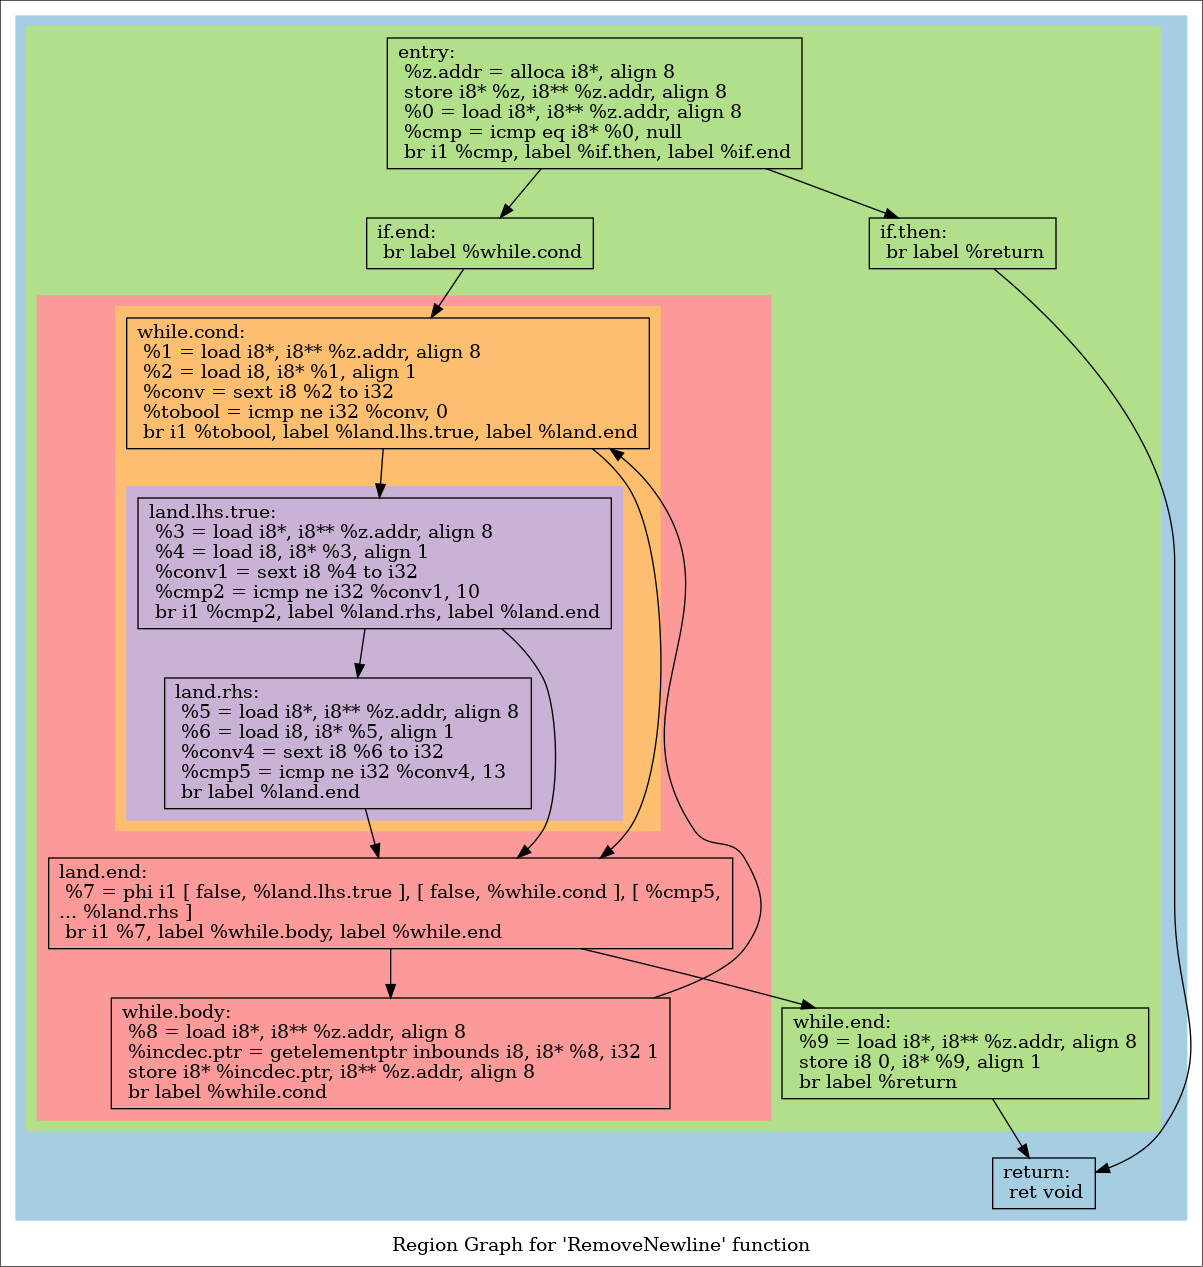 entry:
%z.addr = alloca i8*, align 8
store i8* %z, i8** %z.addr, align 8
%0 = load i8*, i8** %z.addr, align 8
%cmp = icmp eq i8* %0, null
br i1 %cmp, label %if.then, label %if.end
if.end:
br label %while.cond
if.then:
br label %return
while.cond:
%1 = load i8*, i8** %z.addr, align 8
%2 = load i8, i8* %1, align 1
%conv = sext i8 %2 to i32
%tobool = icmp ne i32 %conv, 0
br i1 %tobool, label %land.lhs.true, label %land.end
land.lhs.true:
%3 = load i8*, i8** %z.addr, align 8
%4 = load i8, i8* %3, align 1
%conv1 = sext i8 %4 to i32
%cmp2 = icmp ne i32 %conv1, 10
br i1 %cmp2, label %land.rhs, label %land.end
land.rhs:
%5 = load i8*, i8** %z.addr, align 8
%6 = load i8, i8* %5, align 1
%conv4 = sext i8 %6 to i32
%cmp5 = icmp ne i32 %conv4, 13
br label %land.end
land.end:
%7 = phi i1 [ false, %land.lhs.true ], [ false, %while.cond ], [ %cmp5,
... %land.rhs ]
br i1 %7, label %while.body, label %while.end
while.body:
%8 = load i8*, i8** %z.addr, align 8
%incdec.ptr = getelementptr inbounds i8, i8* %8, i32 1
store i8* %incdec.ptr, i8** %z.addr, align 8
br label %while.cond
while.end:
%9 = load i8*, i8** %z.addr, align 8
store i8 0, i8* %9, align 1
br label %return
return:
ret void
Region Graph for 'RemoveNewline' function